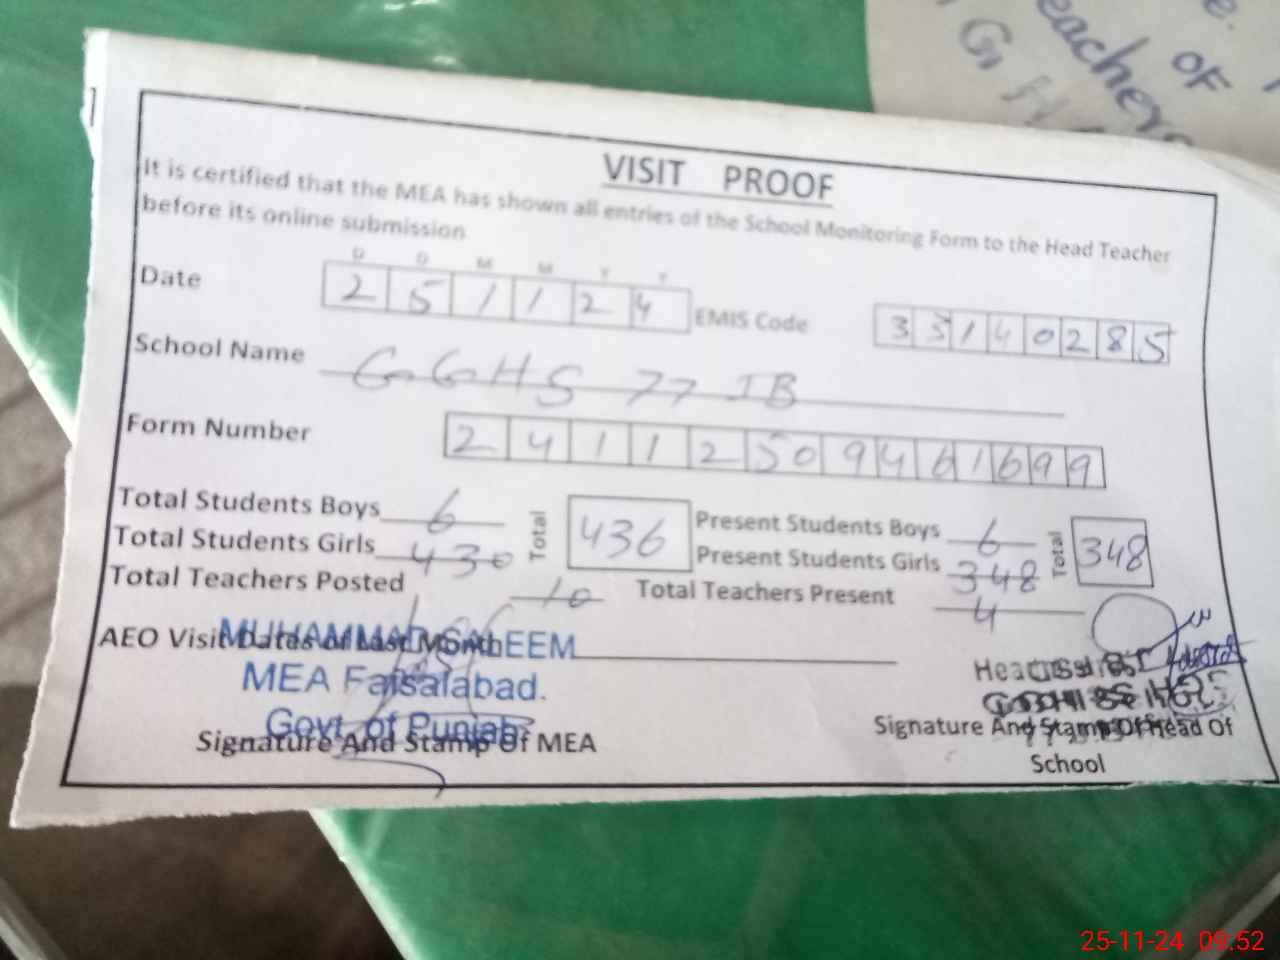 e.
OF
eachers
G H
VISIT PROOF
It is certified that the MEA has shown all entries of the School Monitoring Form to the Head Teacher
before its online submission
D D M M Y Y
Date 2 5 1 1 2 4 EMIS Code 3 3 1 4 0 2 8 5
School Name GGHS 77 JB
Form Number 2 4 1 1 2 5 0 9 4 6 1 6 9 9
Total Students Boys 6 Total 436 Present Students Boys 6 Total 348
Total Students Girls 430 Present Students Girls 348
Total Teachers Posted 10 Total Teachers Present 4
AEO Visit Dates of Last Month
MUHAMMAD SALEEM
MEA Faisalabad.
Govt. of Punjab
Signature And Stamp Of MEA
Signature And Stamp Of Head Of
School
25-11-24 09:52